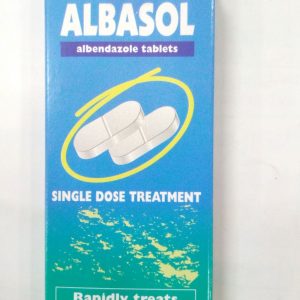 ALBASOL
albendazole tablets
SINGLE DOSE TREATMENT
Rapidly treats